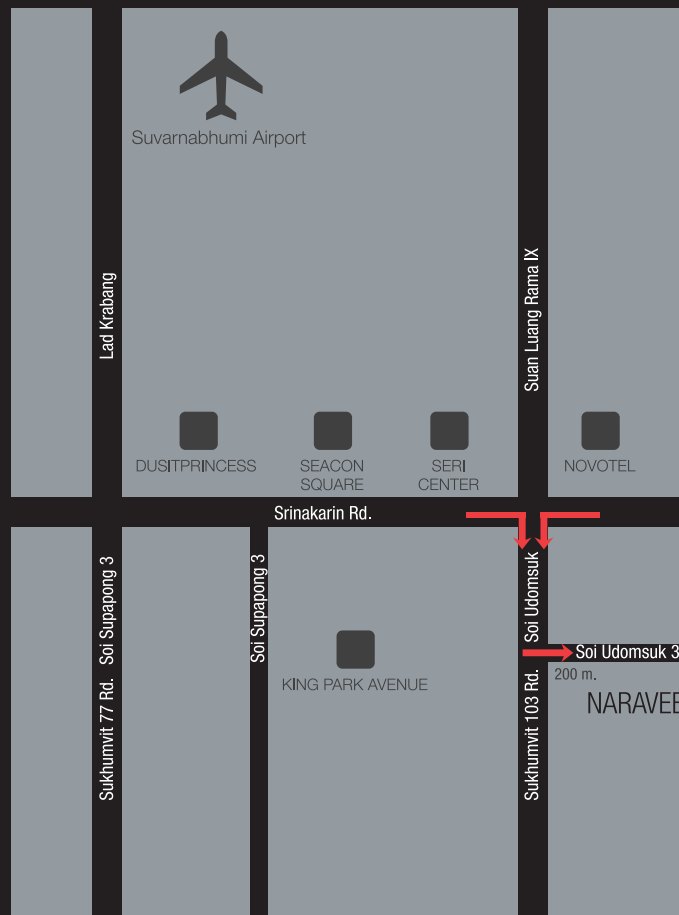 Suvarnabhumi Airport
Lad Krabang
Suan Luang Rama IX
DUSITPRINCESS
SEACON
SQUARE
SERI
CENTER
NOVOTEL
Srinakarin Rd.
Sukhumvit 77 Rd. Soi Supapong 3
Soi Supapong 3
KING PARK AVENUE
Sukhumvit 103 Rd. Soi Udomsuk
Soi Udomsuk 3
200 m.